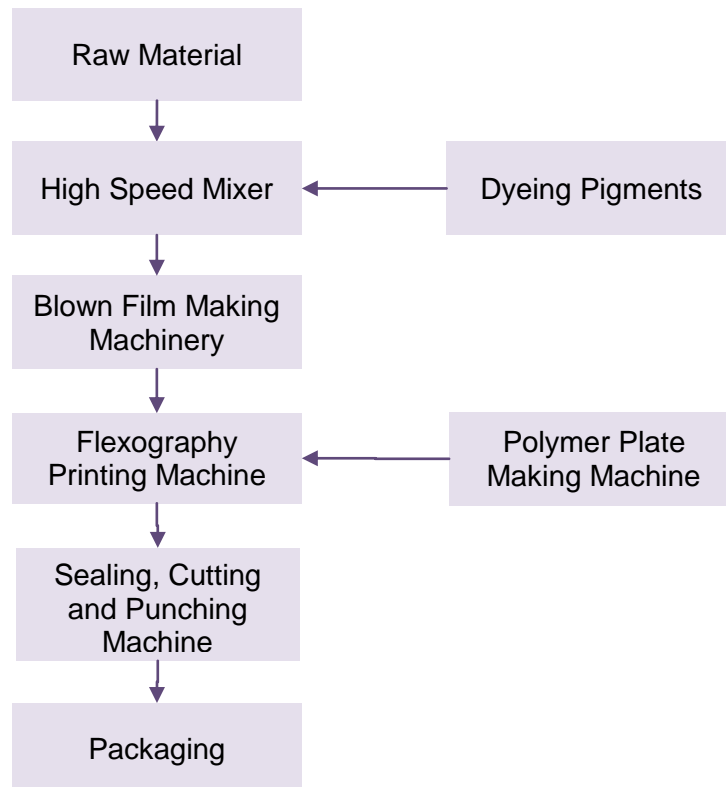 Raw Material
High Speed Mixer
Dyeing Pigments
Blown Film Making
Machinery
Flexography
Printing Machine
Polymer Plate
Making Machine
Sealing, Cutting
and Punching
Machine
Packaging